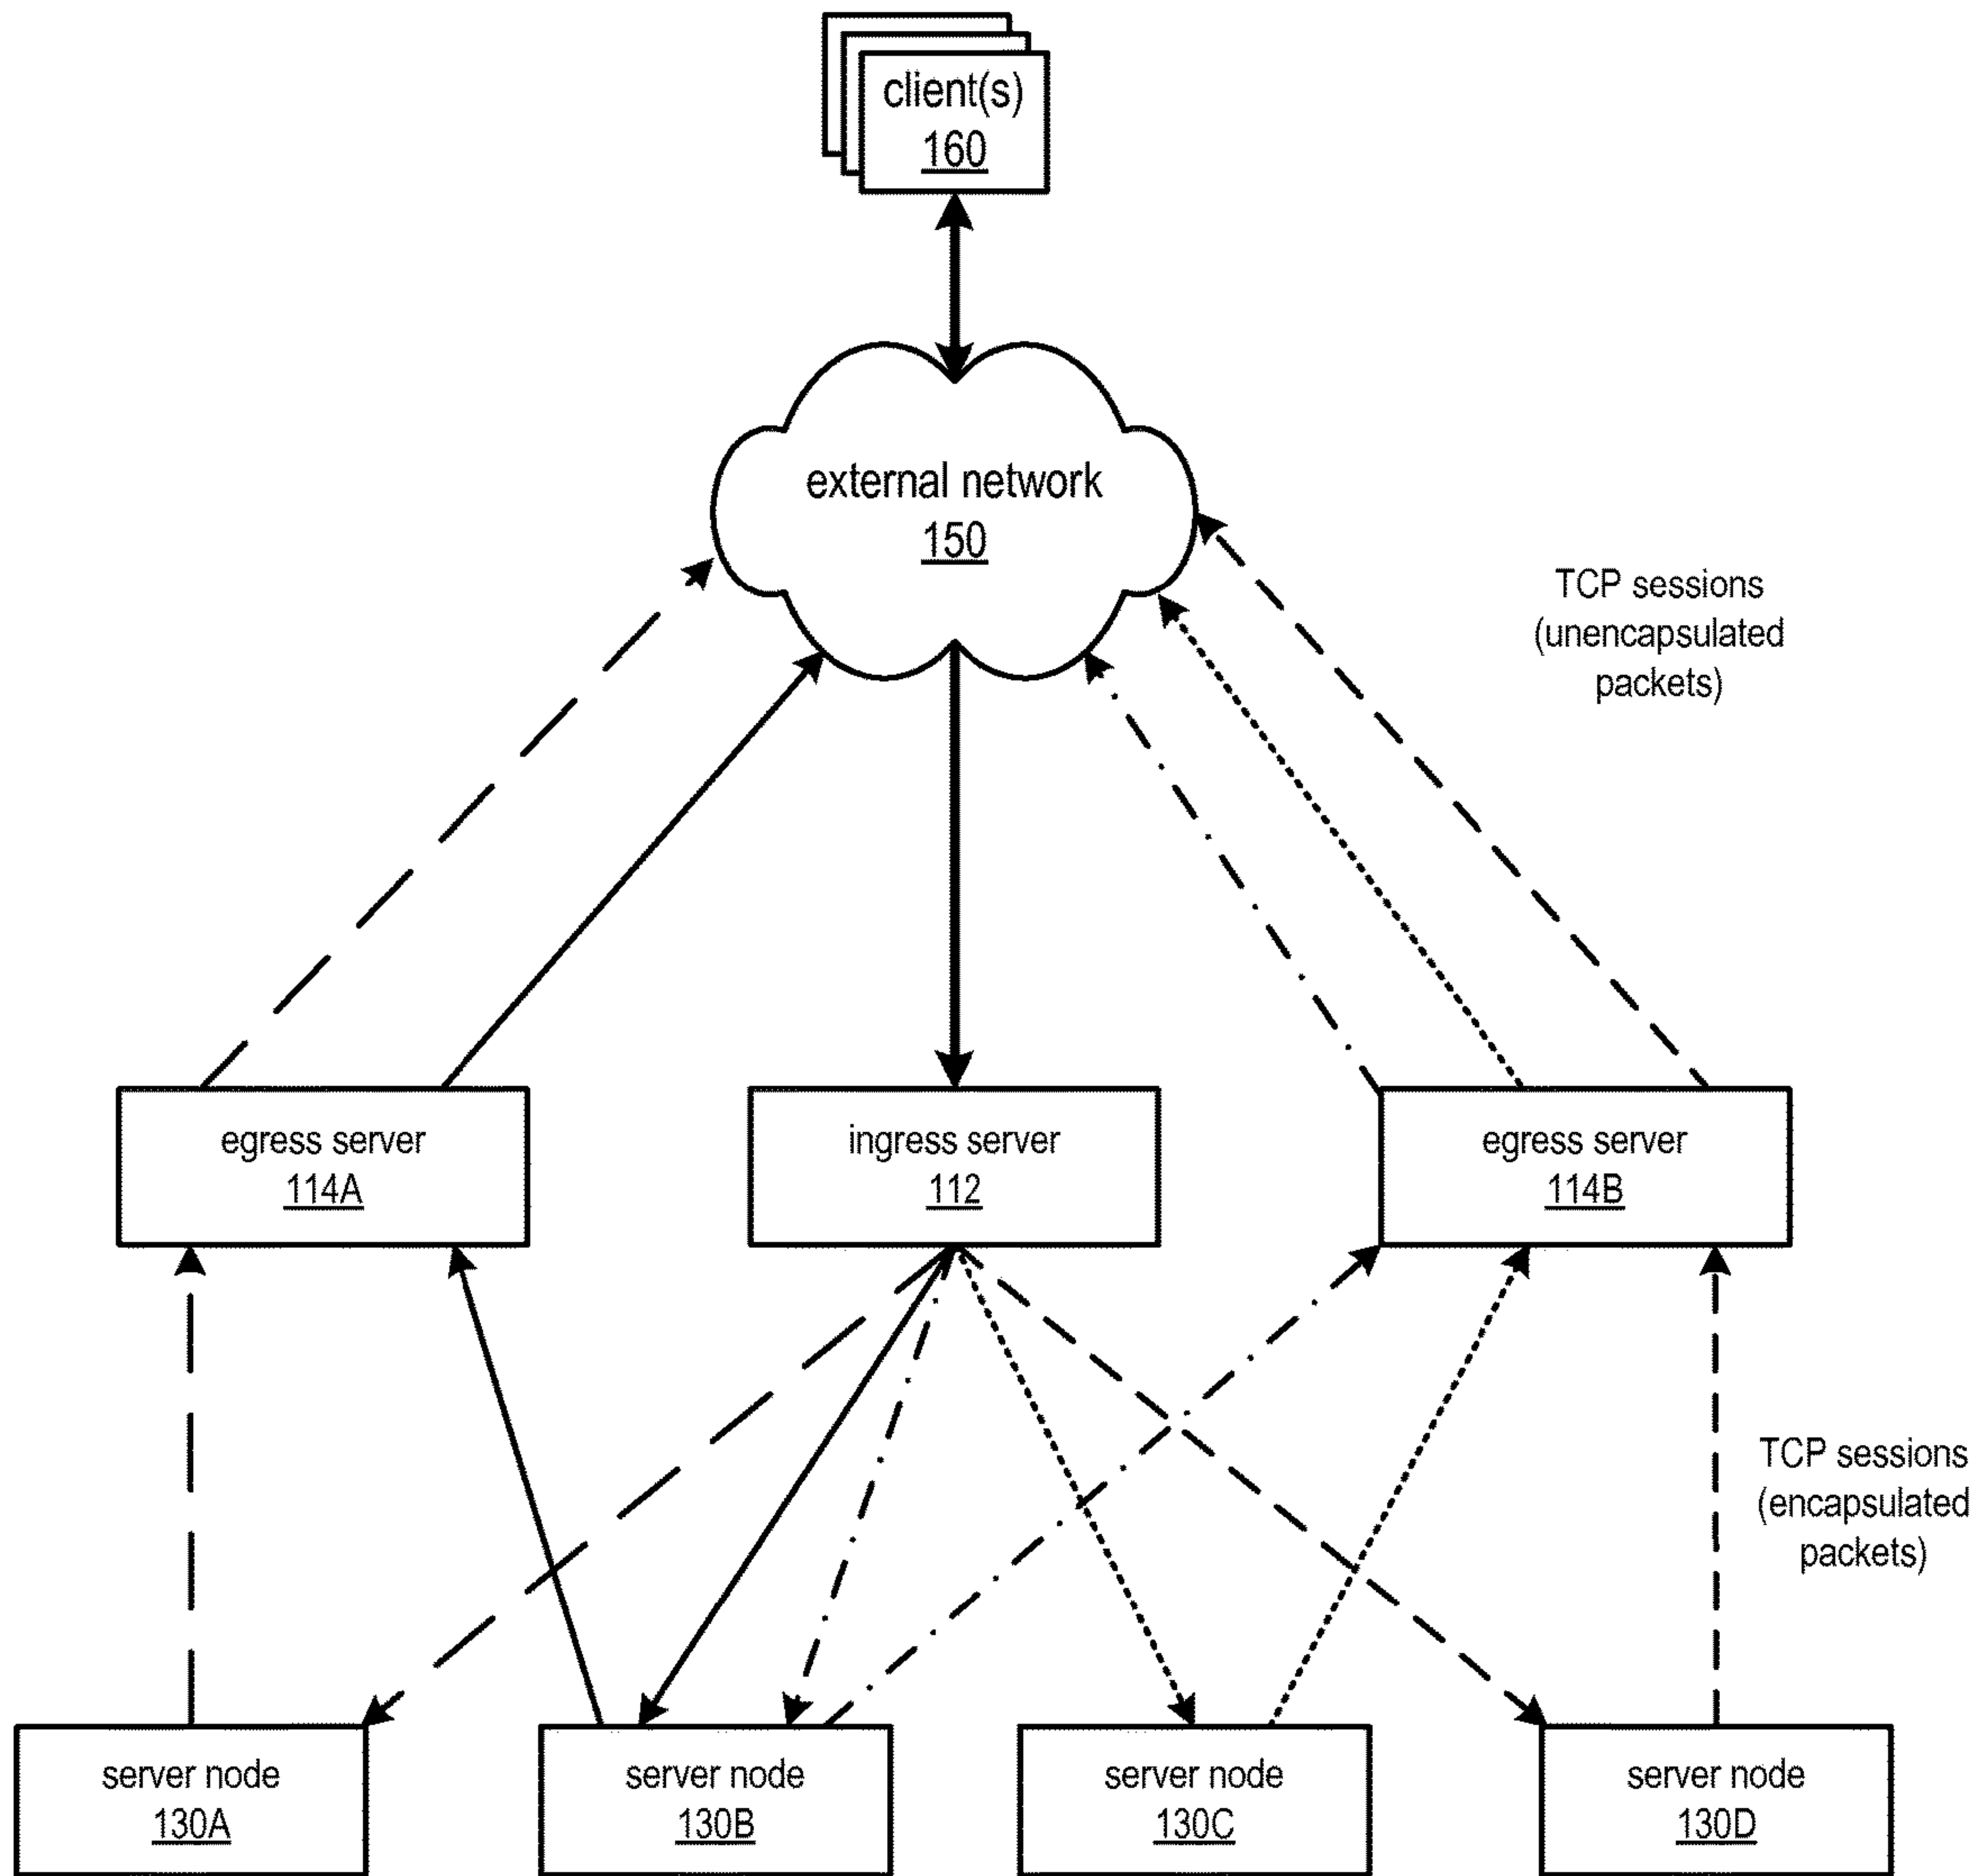 client(s)
160
external network
150
TCP sessions
(unencapsulated
packets)
egress server
114A
ingress server
112
egress server
114B
TCP sessions
(encapsulated
packets)
server node
130A
server node
130B
server node
130C
server node
130D